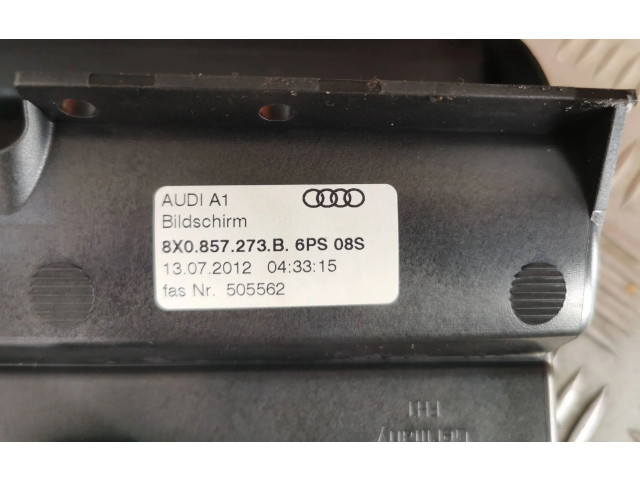 AUDI A1
Bildschirm
8X0.857.273.B. 6PS 08S
13.07.2012 04:33:15
fas Nr. 505562